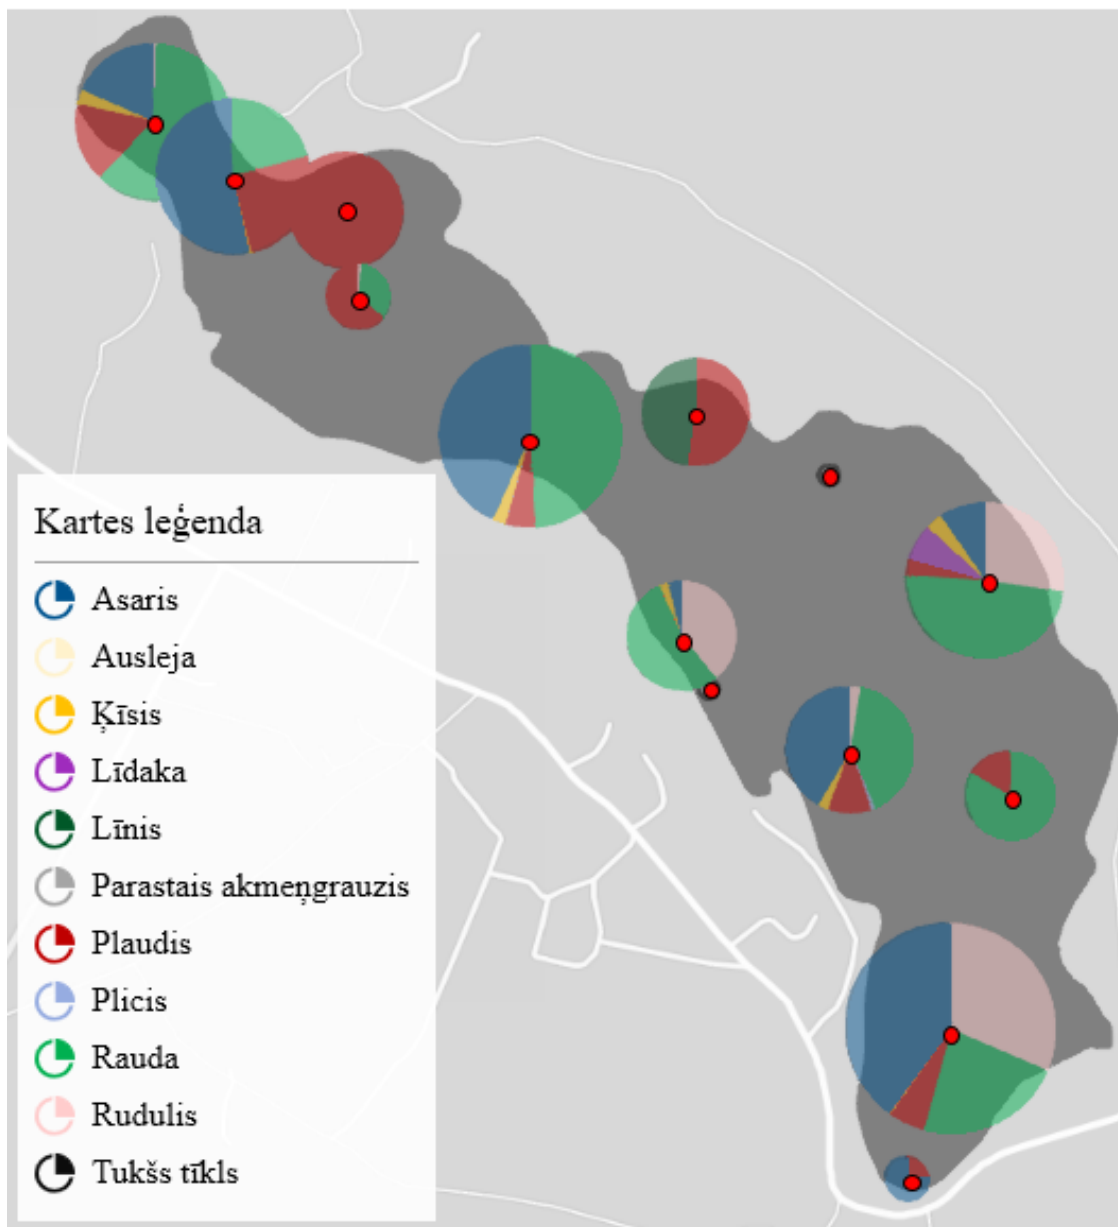 Kartes leģenda
Asaris
Ausleja
Ķīsis
Līdaka
Līnis
Parastais akmeņgrauzis
Plaudis
Plicis
Rauda
Rudulis
Tukšs tīkls